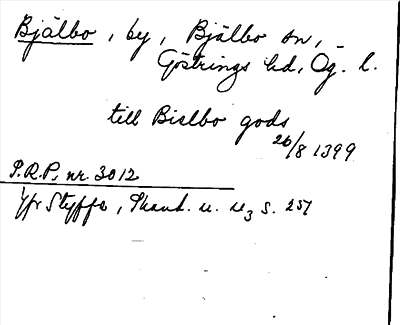 Bjälbo, by, Bjälbo sn,
Göstrings hd, Ög. l.
till Bielbo gods
26/8 1399
P.R.P. nr. 3012
Jfr Styffe, Skand. u. u₃ s. 257